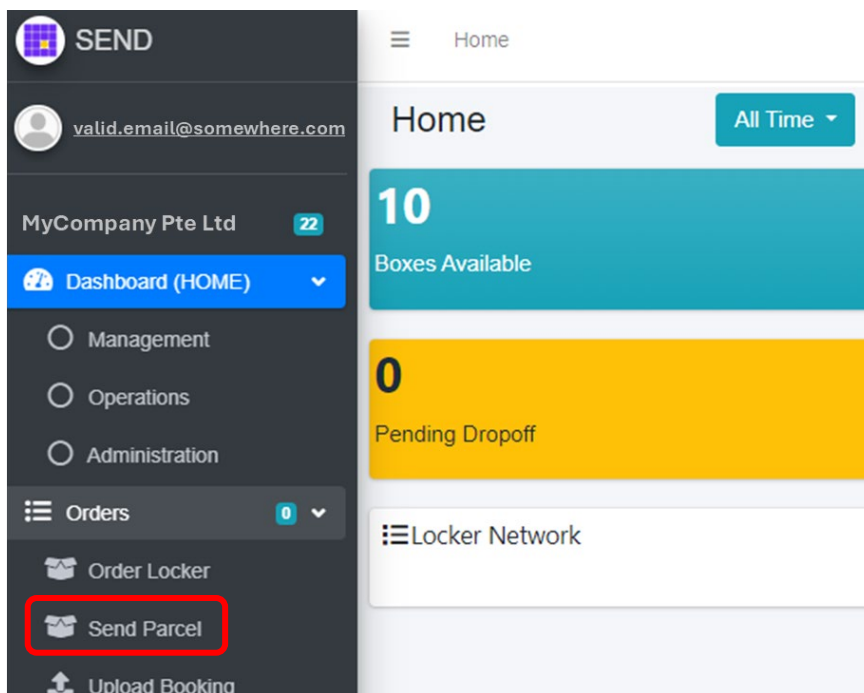 SEND
valid.email@somewhere.com
MyCompany Pte Ltd 22
Dashboard (HOME)
Management
Operations
Administration
Orders 0
Order Locker
Send Parcel
Upload Booking
Home
Home All Time
10
Boxes Available
0
Pending Dropoff
Locker Network